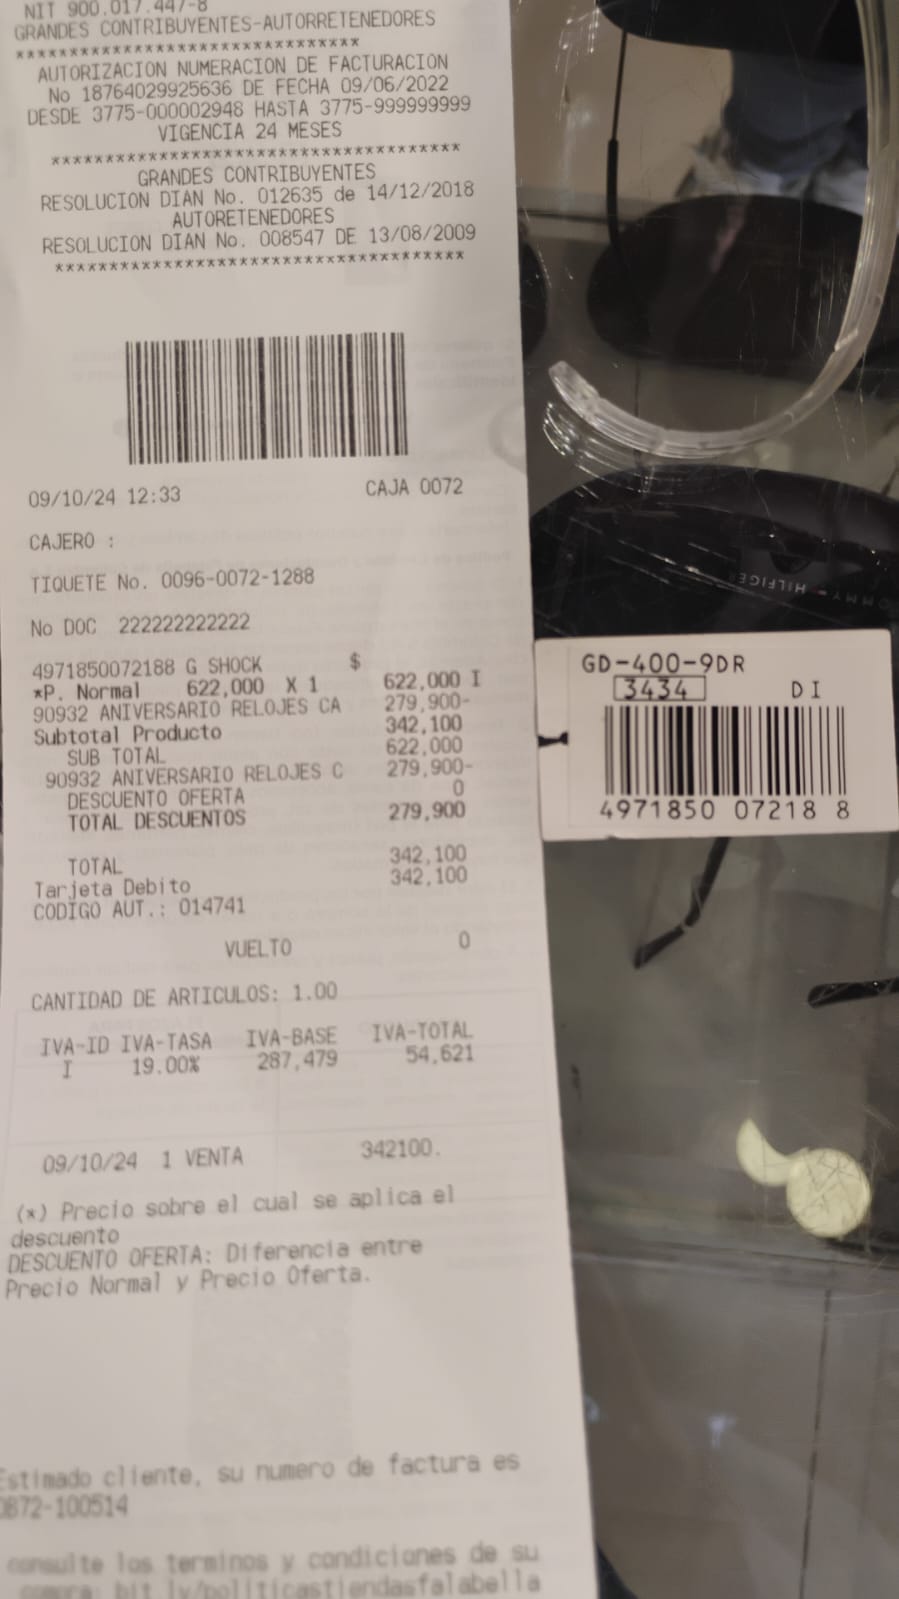 NIT 900.017.447-8
GRANDES CONTRIBUYENTES-AUTORRETENEDORES
********************************
AUTORIZACION NUMERACION DE FACTURACION
No 18764029925636 DE FECHA 09/06/2022
DESDE 3775-000002948 HASTA 3775-999999999
VIGENCIA 24 MESES
**************************************
GRANDES CONTRIBUYENTES
RESOLUCION DIAN No. 012635 de 14/12/2018
AUTORETENEDORES
RESOLUCION DIAN No. 008547 DE 13/08/2009
**************************************
09/10/24 12:33 CAJA 0072
CAJERO :
TIQUETE No. 0096-0072-1288
No DOC 222222222222
4971850072188 G SHOCK $
*P. Normal 622,000 X 1 622,000 I
90932 ANIVERSARIO RELOJES CA 279,900-
Subtotal Producto 342,100
SUB TOTAL 622,000
90932 ANIVERSARIO RELOJES C 279,900-
DESCUENTO OFERTA 0
TOTAL DESCUENTOS 279,900
TOTAL 342,100
Tarjeta Debito 342,100
CODIGO AUT.: 014741
VUELTO 0
CANTIDAD DE ARTICULOS: 1.00
IVA-ID IVA-TASA IVA-BASE IVA-TOTAL
I 19.00% 287,479 54,621
09/10/24 1 VENTA 342100.
(*) Precio sobre el cual se aplica el
descuento
DESCUENTO OFERTA: Diferencia entre
Precio Normal y Precio Oferta.
Estimado cliente, su numero de factura es
0872-100514
consulte los terminos y condiciones de su
compra: bit.ly/politicastiendasfalabella
GD-400-9DR
3434 DI
4971850 07218 8
HILFIGER